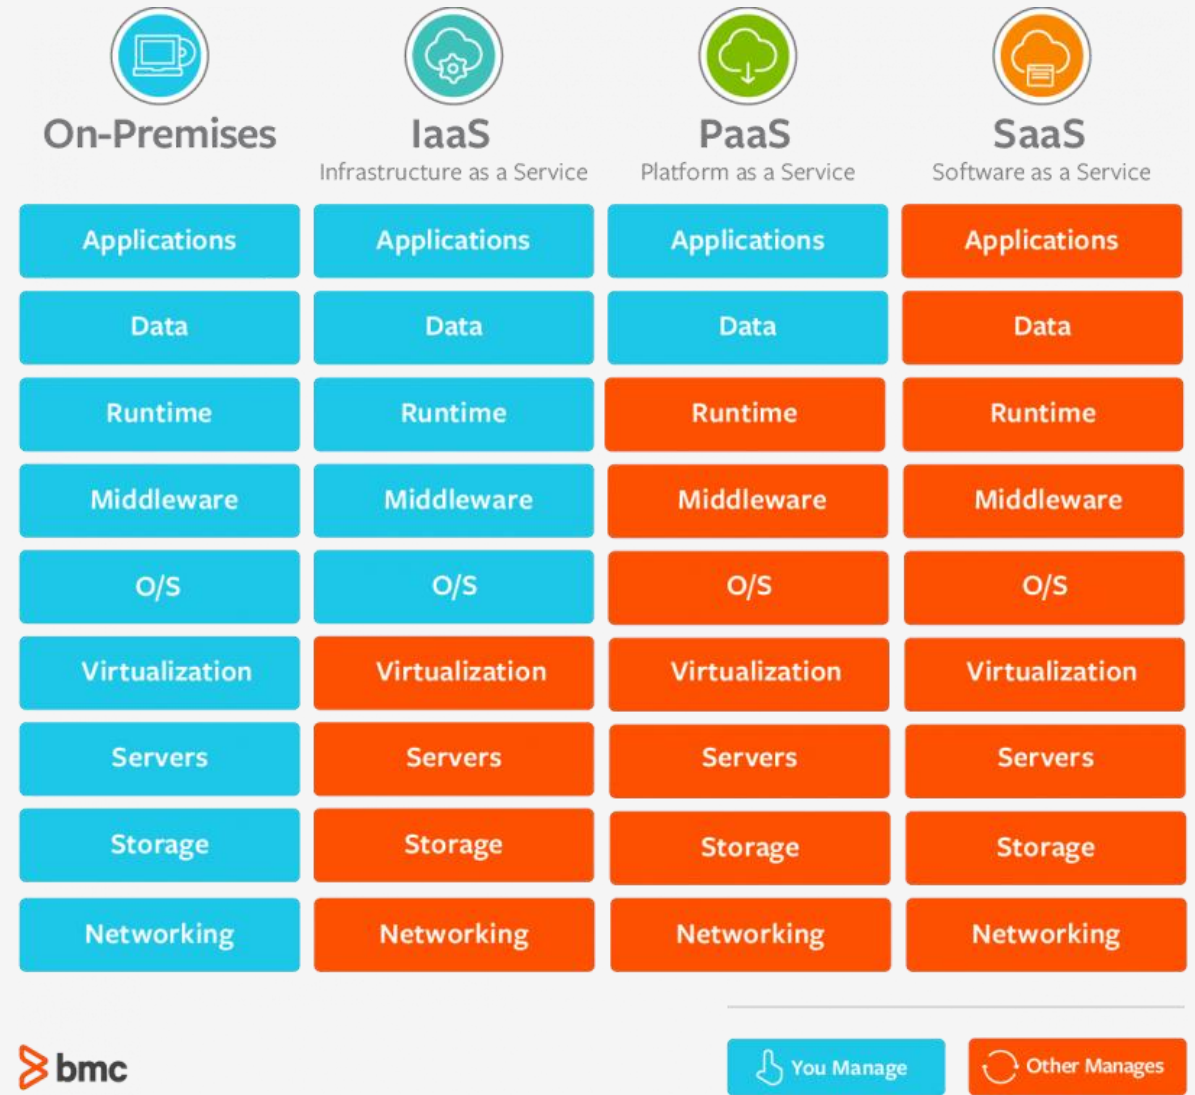 On-Premises IaaS PaaS SaaS
Infrastructure as a Service Platform as a Service Software as a Service
Applications Applications Applications Applications
Data Data Data Data
Runtime Runtime Runtime Runtime
Middleware Middleware Middleware Middleware
O/S O/S O/S O/S
Virtualization Virtualization Virtualization Virtualization
Servers Servers Servers Servers
Storage Storage Storage Storage
Networking Networking Networking Networking
bmc You Manage Other Manages